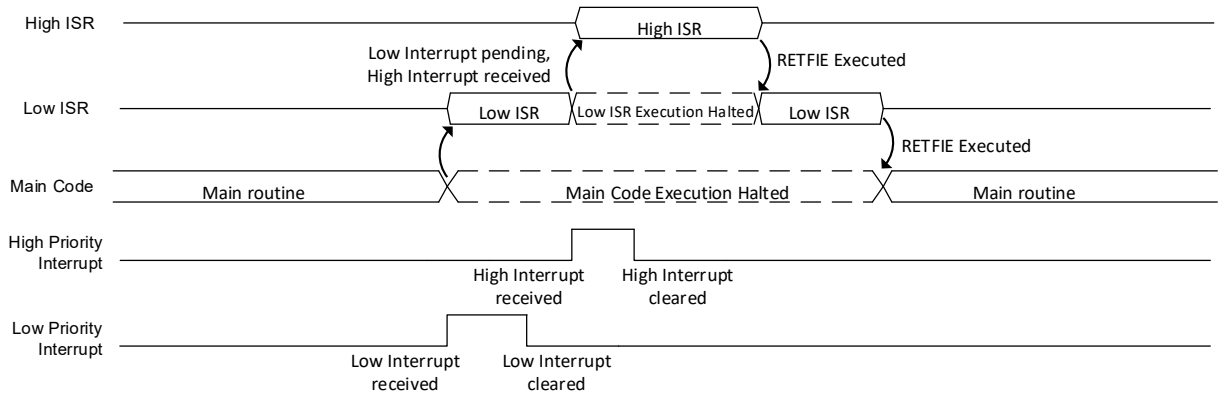 High ISR
High ISR
Low Interrupt pending,
High Interrupt received
RETFIE Executed
Low ISR
Low ISR
Low ISR Execution Halted
Low ISR
RETFIE Executed
Main Code
Main routine
Main Code Execution Halted
Main routine
High Priority
Interrupt
High Interrupt
received
High Interrupt
cleared
Low Priority
Interrupt
Low Interrupt
received
Low Interrupt
cleared